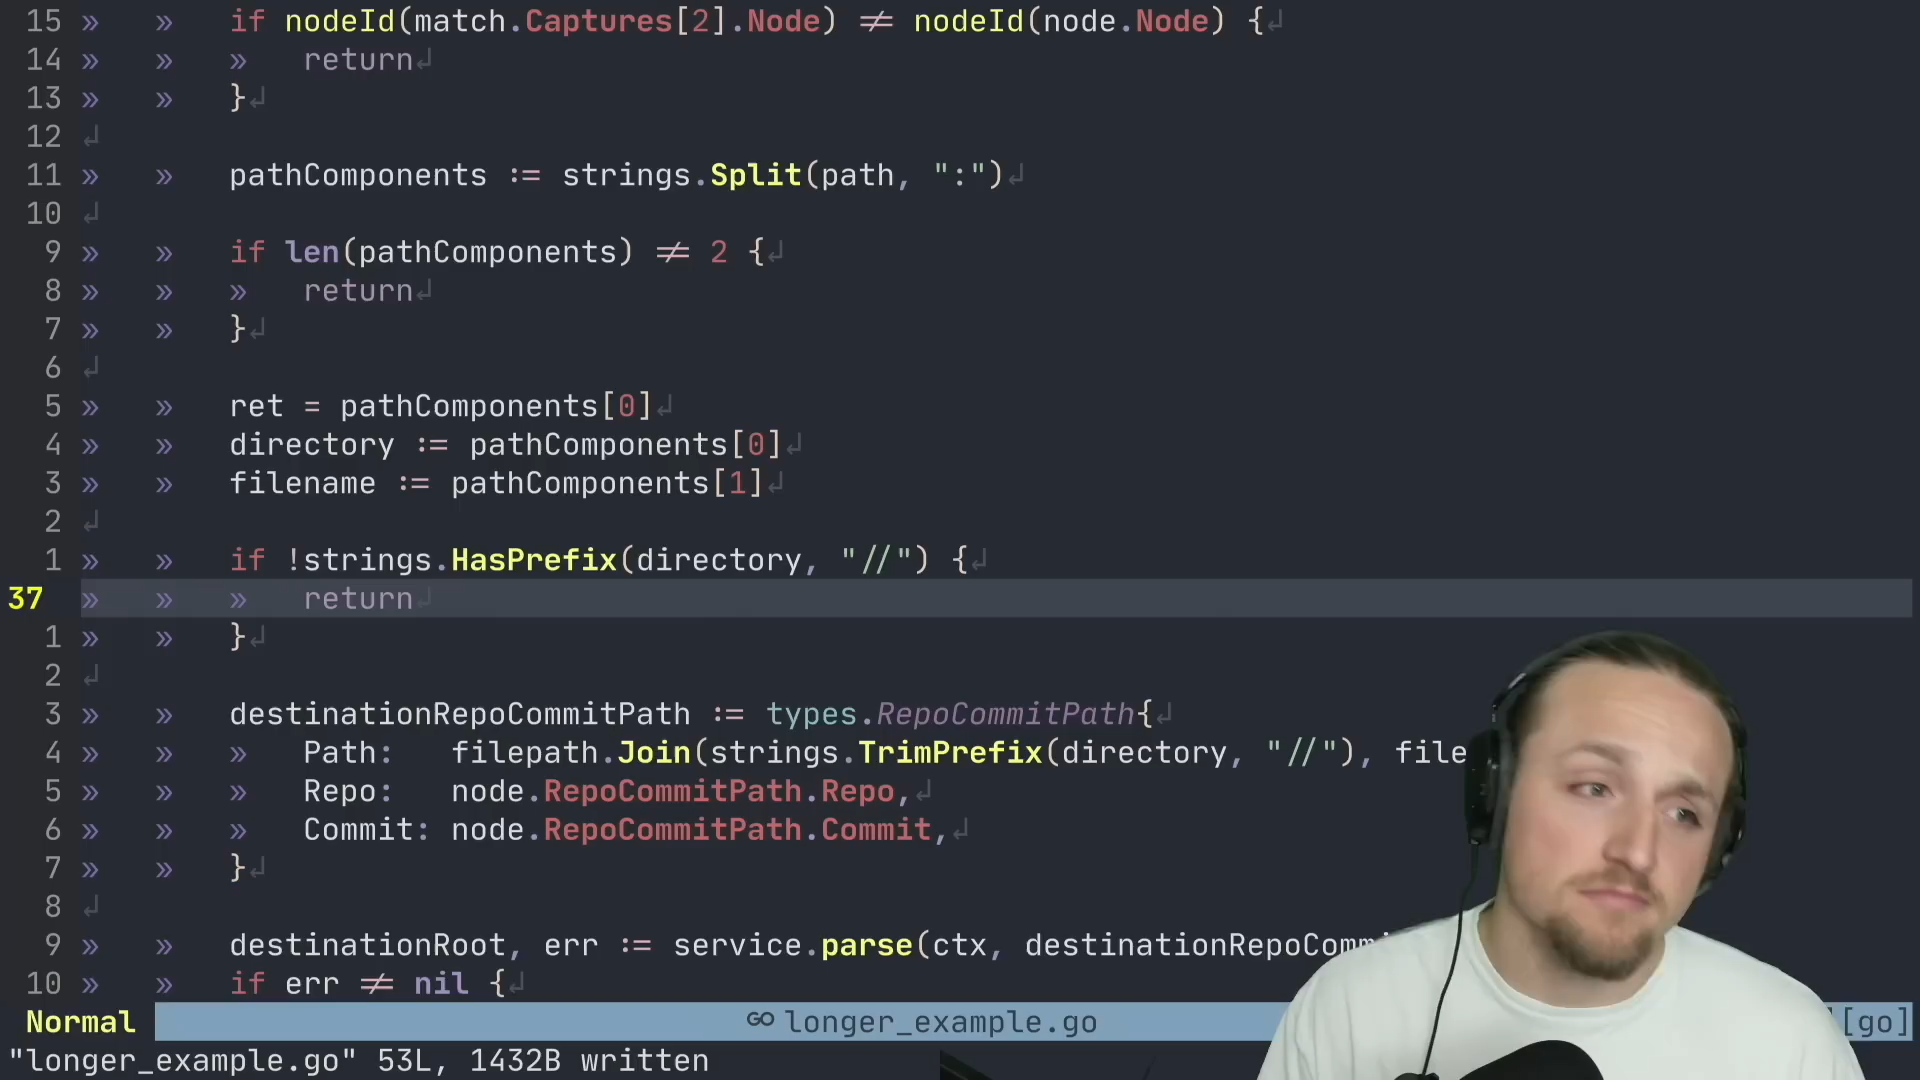 15 » » if nodeId(match.Captures[2].Node) ≠ nodeId(node.Node) {↲
14 » » » return↲
13 » » }↲
12 ↲
11 » » pathComponents := strings.Split(path, ":")↲
10 ↲
9 » » if len(pathComponents) ≠ 2 {↲
8 » » » return↲
7 » » }↲
6 ↲
5 » » ret = pathComponents[0]↲
4 » » directory := pathComponents[0]↲
3 » » filename := pathComponents[1]↲
2 ↲
1 » » if !strings.HasPrefix(directory, "//") {↲
37 » » » return↲
1 » » }↲
2 ↲
3 » » destinationRepoCommitPath := types.RepoCommitPath{↲
4 » » » Path: filepath.Join(strings.TrimPrefix(directory, "//"), file
5 » » » Repo: node.RepoCommitPath.Repo,↲
6 » » » Commit: node.RepoCommitPath.Commit,↲
7 » » }↲
8 ↲
9 » » destinationRoot, err := service.parse(ctx, destinationRepoComm
10 » » if err ≠ nil {↲
Normal GO longer_example.go [go]
"longer_example.go" 53L, 1432B written